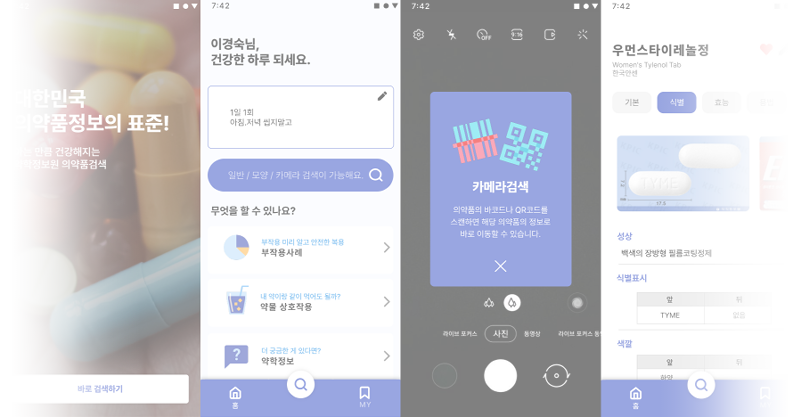 한민국
의약품정보의 표준!
건강해지는
의약품검색
바로 검색하기
7:42
이경숙님,
건강한 하루 되세요.
1일 1회
아침,저녁 씹지말고
일반 / 모양 / 카메라 검색이 가능해요.
무엇을 할 수 있나요?
부작용 미리 알고 안전한 복용
부작용사례
내 약이랑 같이 먹어도 될까?
약물 상호작용
더 궁금한 게 있다면?
약학정보
홈
MY
7:42
OFF
9:16
카메라검색
의약품의 바코드나 QR코드를
스캔하면 해당 의약품의 정보로
바로 이동할 수 있습니다.
라이브 포커스
사진
동영상
라이브 포커스 동
7:42
우먼스타이레놀정
Women's Tylenol Tab
한국얀센
기본
식별
효능
TYME
17.5
성상
백색의 장방형 필름코팅정제
식별표시
앞
뒤
TYME
없음
색깔
앞
뒤
하양
홈